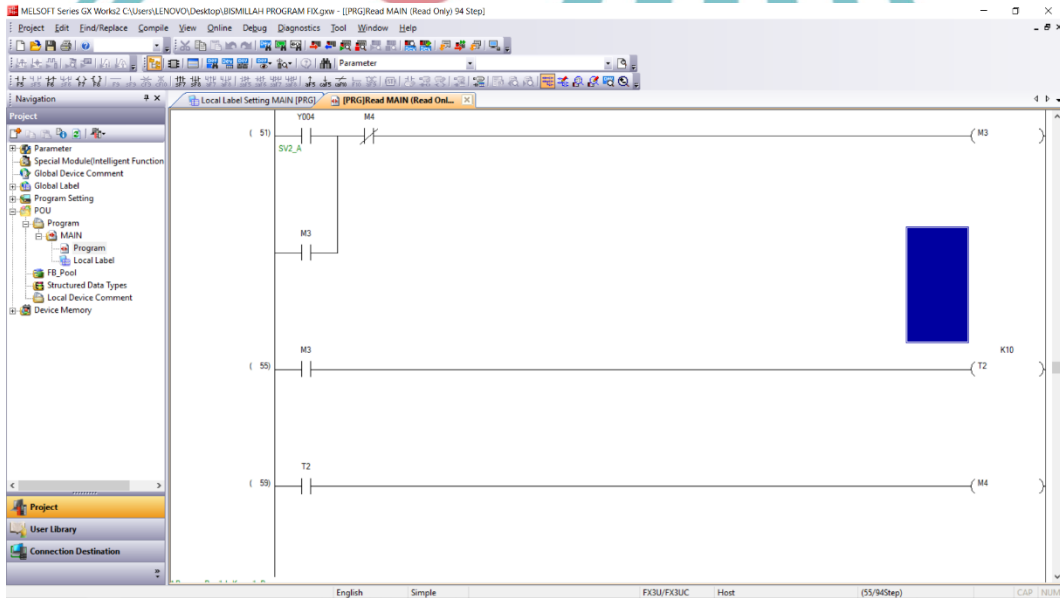 MELSOFT Series GX Works2 C:\Users\LENOVO\Desktop\BISMILLAH PROGRAM FIX.gxw - [[PRG]Read MAIN (Read Only) 94 Step]
Project Edit Find/Replace Compile View Online Debug Diagnostics Tool Window Help
Parameter
Navigation
Local Label Setting MAIN [PRG]
[PRG]Read MAIN (Read Onl...
Project
Parameter
Special Module(Intelligent Function
Global Device Comment
Global Label
Program Setting
POU
Program
MAIN
Program
Local Label
FB_Pool
Structured Data Types
Local Device Comment
Device Memory
Project
User Library
Connection Destination
Y004 M4
( 51) M3
SV2_A
M3
M3 K10
( 55) T2
T2
( 59) M4
English Simple FX3U/FX3UC Host (55/94Step) CAP NUM